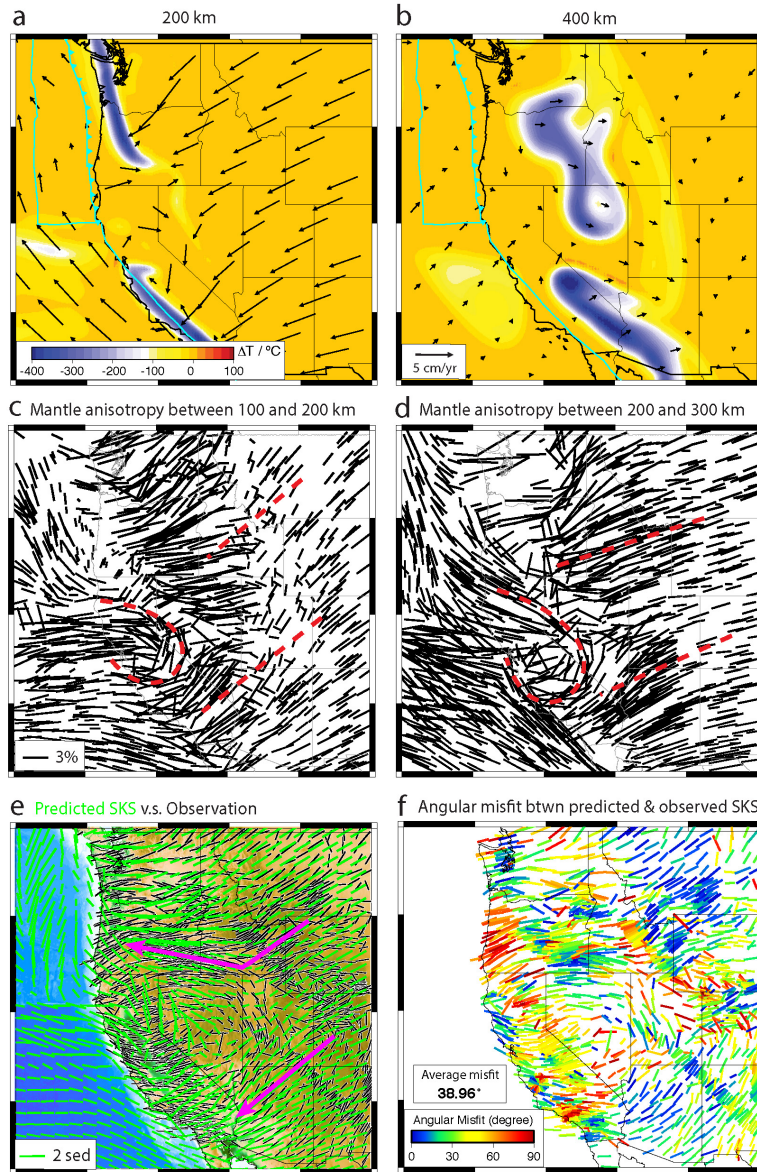 a
200 km
b
400 km
ΔT / °C
-400 -300 -200 -100 0 100
5 cm/yr
c Mantle anisotropy between 100 and 200 km
d Mantle anisotropy between 200 and 300 km
3%
e Predicted SKS v.s. Observation
f Angular misfit btwn predicted & observed SKS
2 sed
Average misfit
38.96°
Angular Misfit (degree)
0 30 60 90